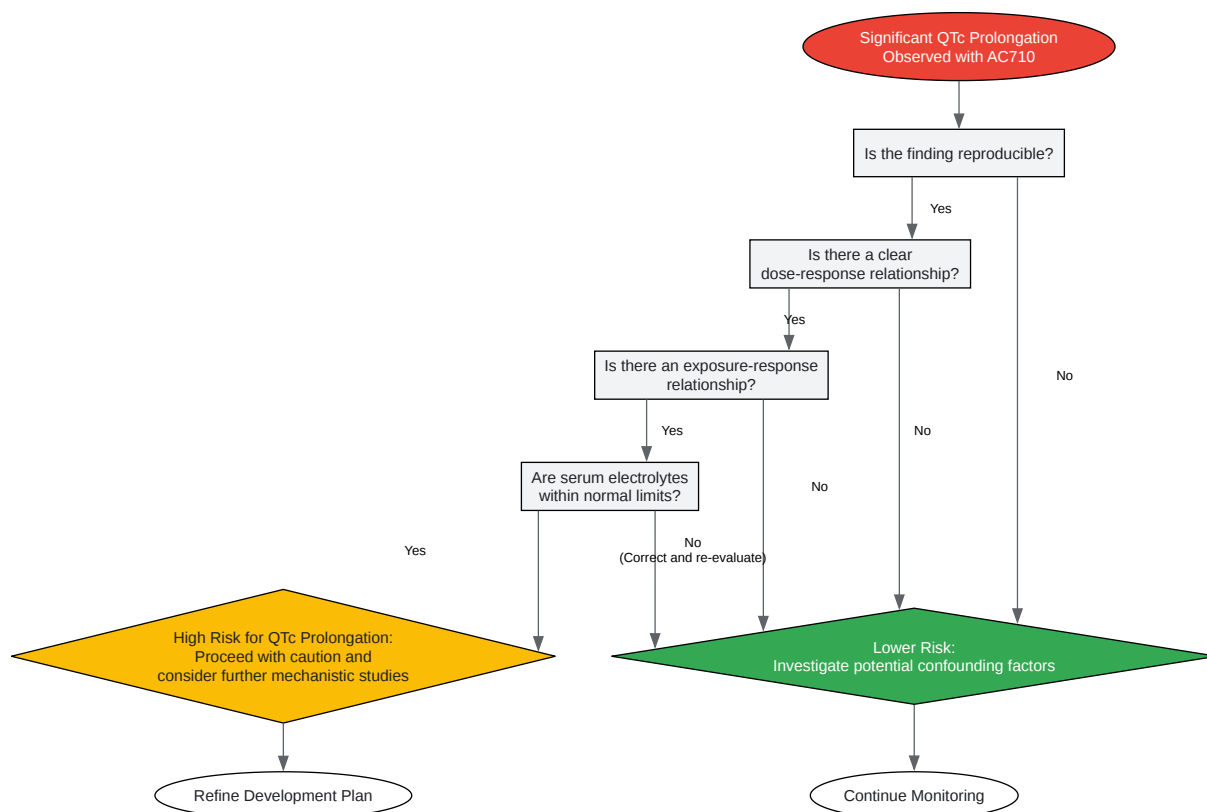 Significant QTc Prolongation
Observed with AC710
Is the finding reproducible?
Yes
Is there a clear
dose-response relationship?
Yes
Is there an exposure-response
relationship?
No
Yes
No
Are serum electrolytes
within normal limits?
No
Yes
No
(Correct and re-evaluate)
High Risk for QTc Prolongation:
Proceed with caution and
consider further mechanistic studies
Lower Risk:
Investigate potential confounding factors
Refine Development Plan
Continue Monitoring